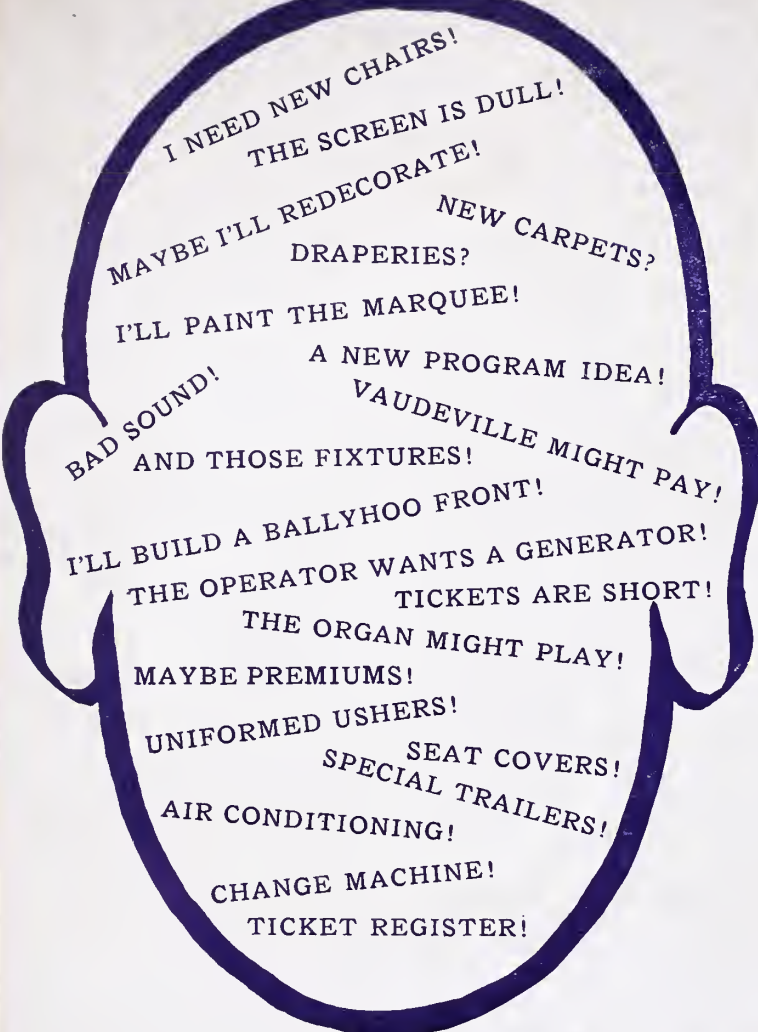 I NEED NEW CHAIRS!
THE SCREEN IS DULL!
MAYBE I'LL REDECORATE!
NEW CARPETS?
DRAPERIES?
I'LL PAINT THE MARQUEE!
A NEW PROGRAM IDEA!
BAD SOUND!
VAUDEVILLE MIGHT PAY!
AND THOSE FIXTURES!
I'LL BUILD A BALLYHOO FRONT!
THE OPERATOR WANTS A GENERATOR!
TICKETS ARE SHORT!
THE ORGAN MIGHT PLAY!
MAYBE PREMIUMS!
UNIFORMED USHERS!
SEAT COVERS!
SPECIAL TRAILERS!
AIR CONDITIONING!
CHANGE MACHINE!
TICKET REGISTER!